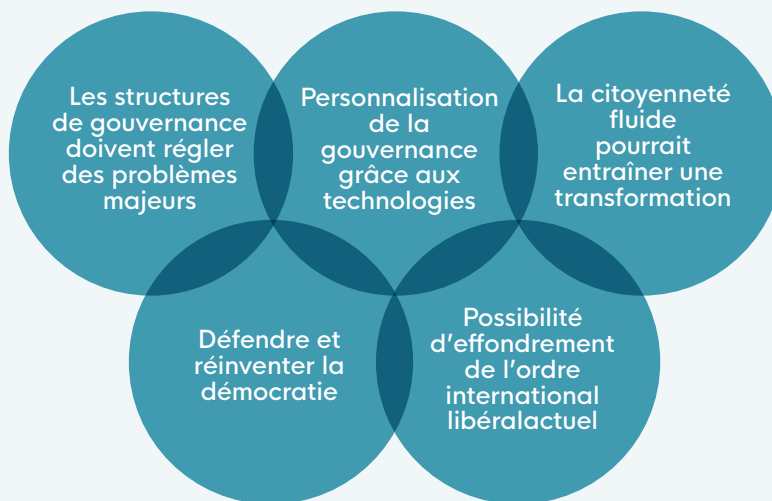 Les structures
de gouvernance
doivent régler
des problèmes
majeurs
Personnalisation
de la
gouvernance
grâce aux
technologies
La citoyenneté
fluide
pourrait
entraîner une
transformation
Défendre et
réinventer la
démocratie
Possibilité
d'effondrement
de l'ordre
international
libéralactuel